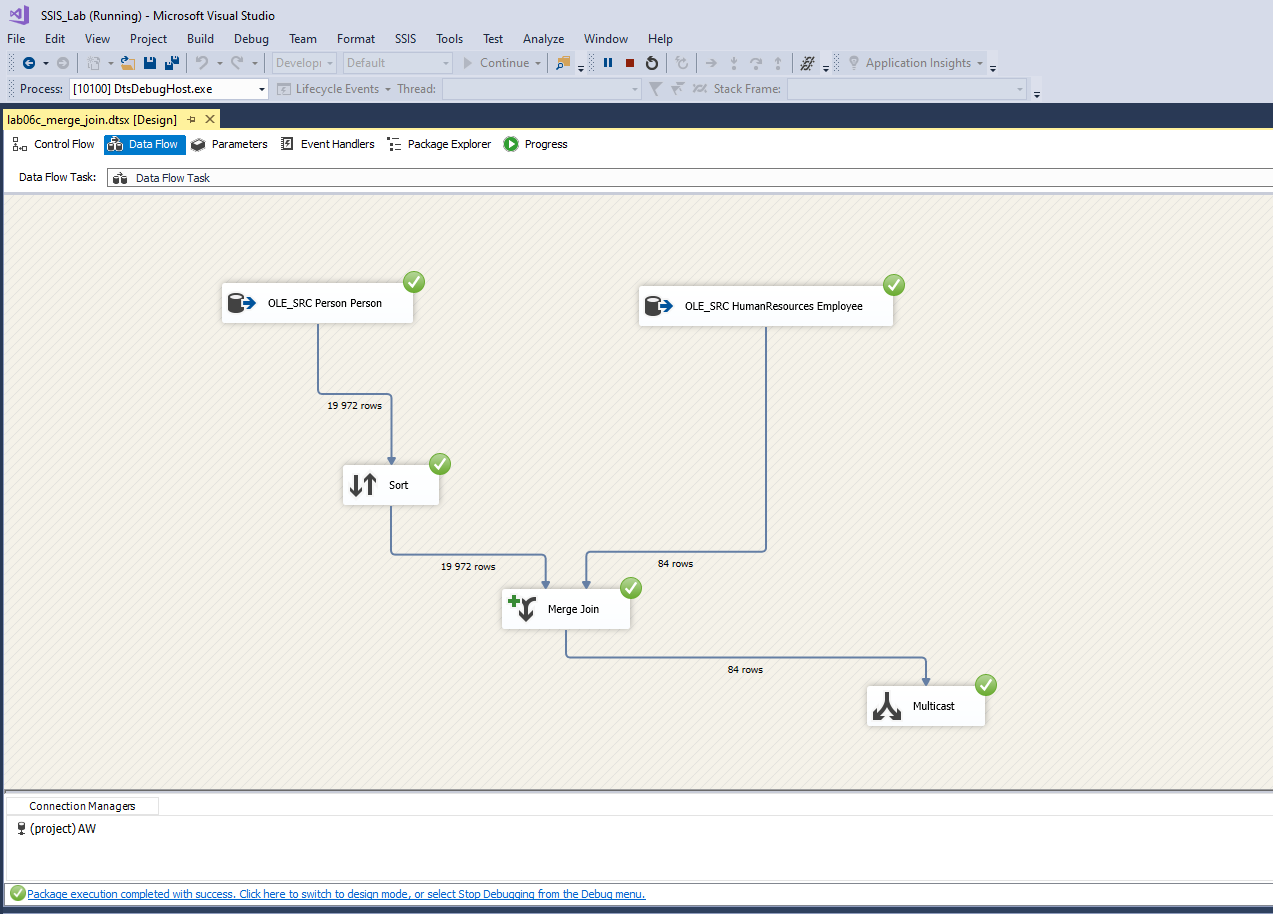 SSIS_Lab (Running) - Microsoft Visual Studio
File Edit View Project Build Debug Team Format SSIS Tools Test Analyze Window Help
Develop Default Continue Application Insights
Process: [10100] DtsDebugHost.exe Lifecycle Events Thread: Stack Frame:
lab06c_merge_join.dtsx [Design]
Control Flow Data Flow Parameters Event Handlers Package Explorer Progress
Data Flow Task: Data Flow Task
OLE_SRC Person Person
OLE_SRC HumanResources Employee
19 972 rows
Sort
19 972 rows
84 rows
Merge Join
84 rows
Multicast
Connection Managers
(project) AW
Package execution completed with success. Click here to switch to design mode, or select Stop Debugging from the Debug menu.